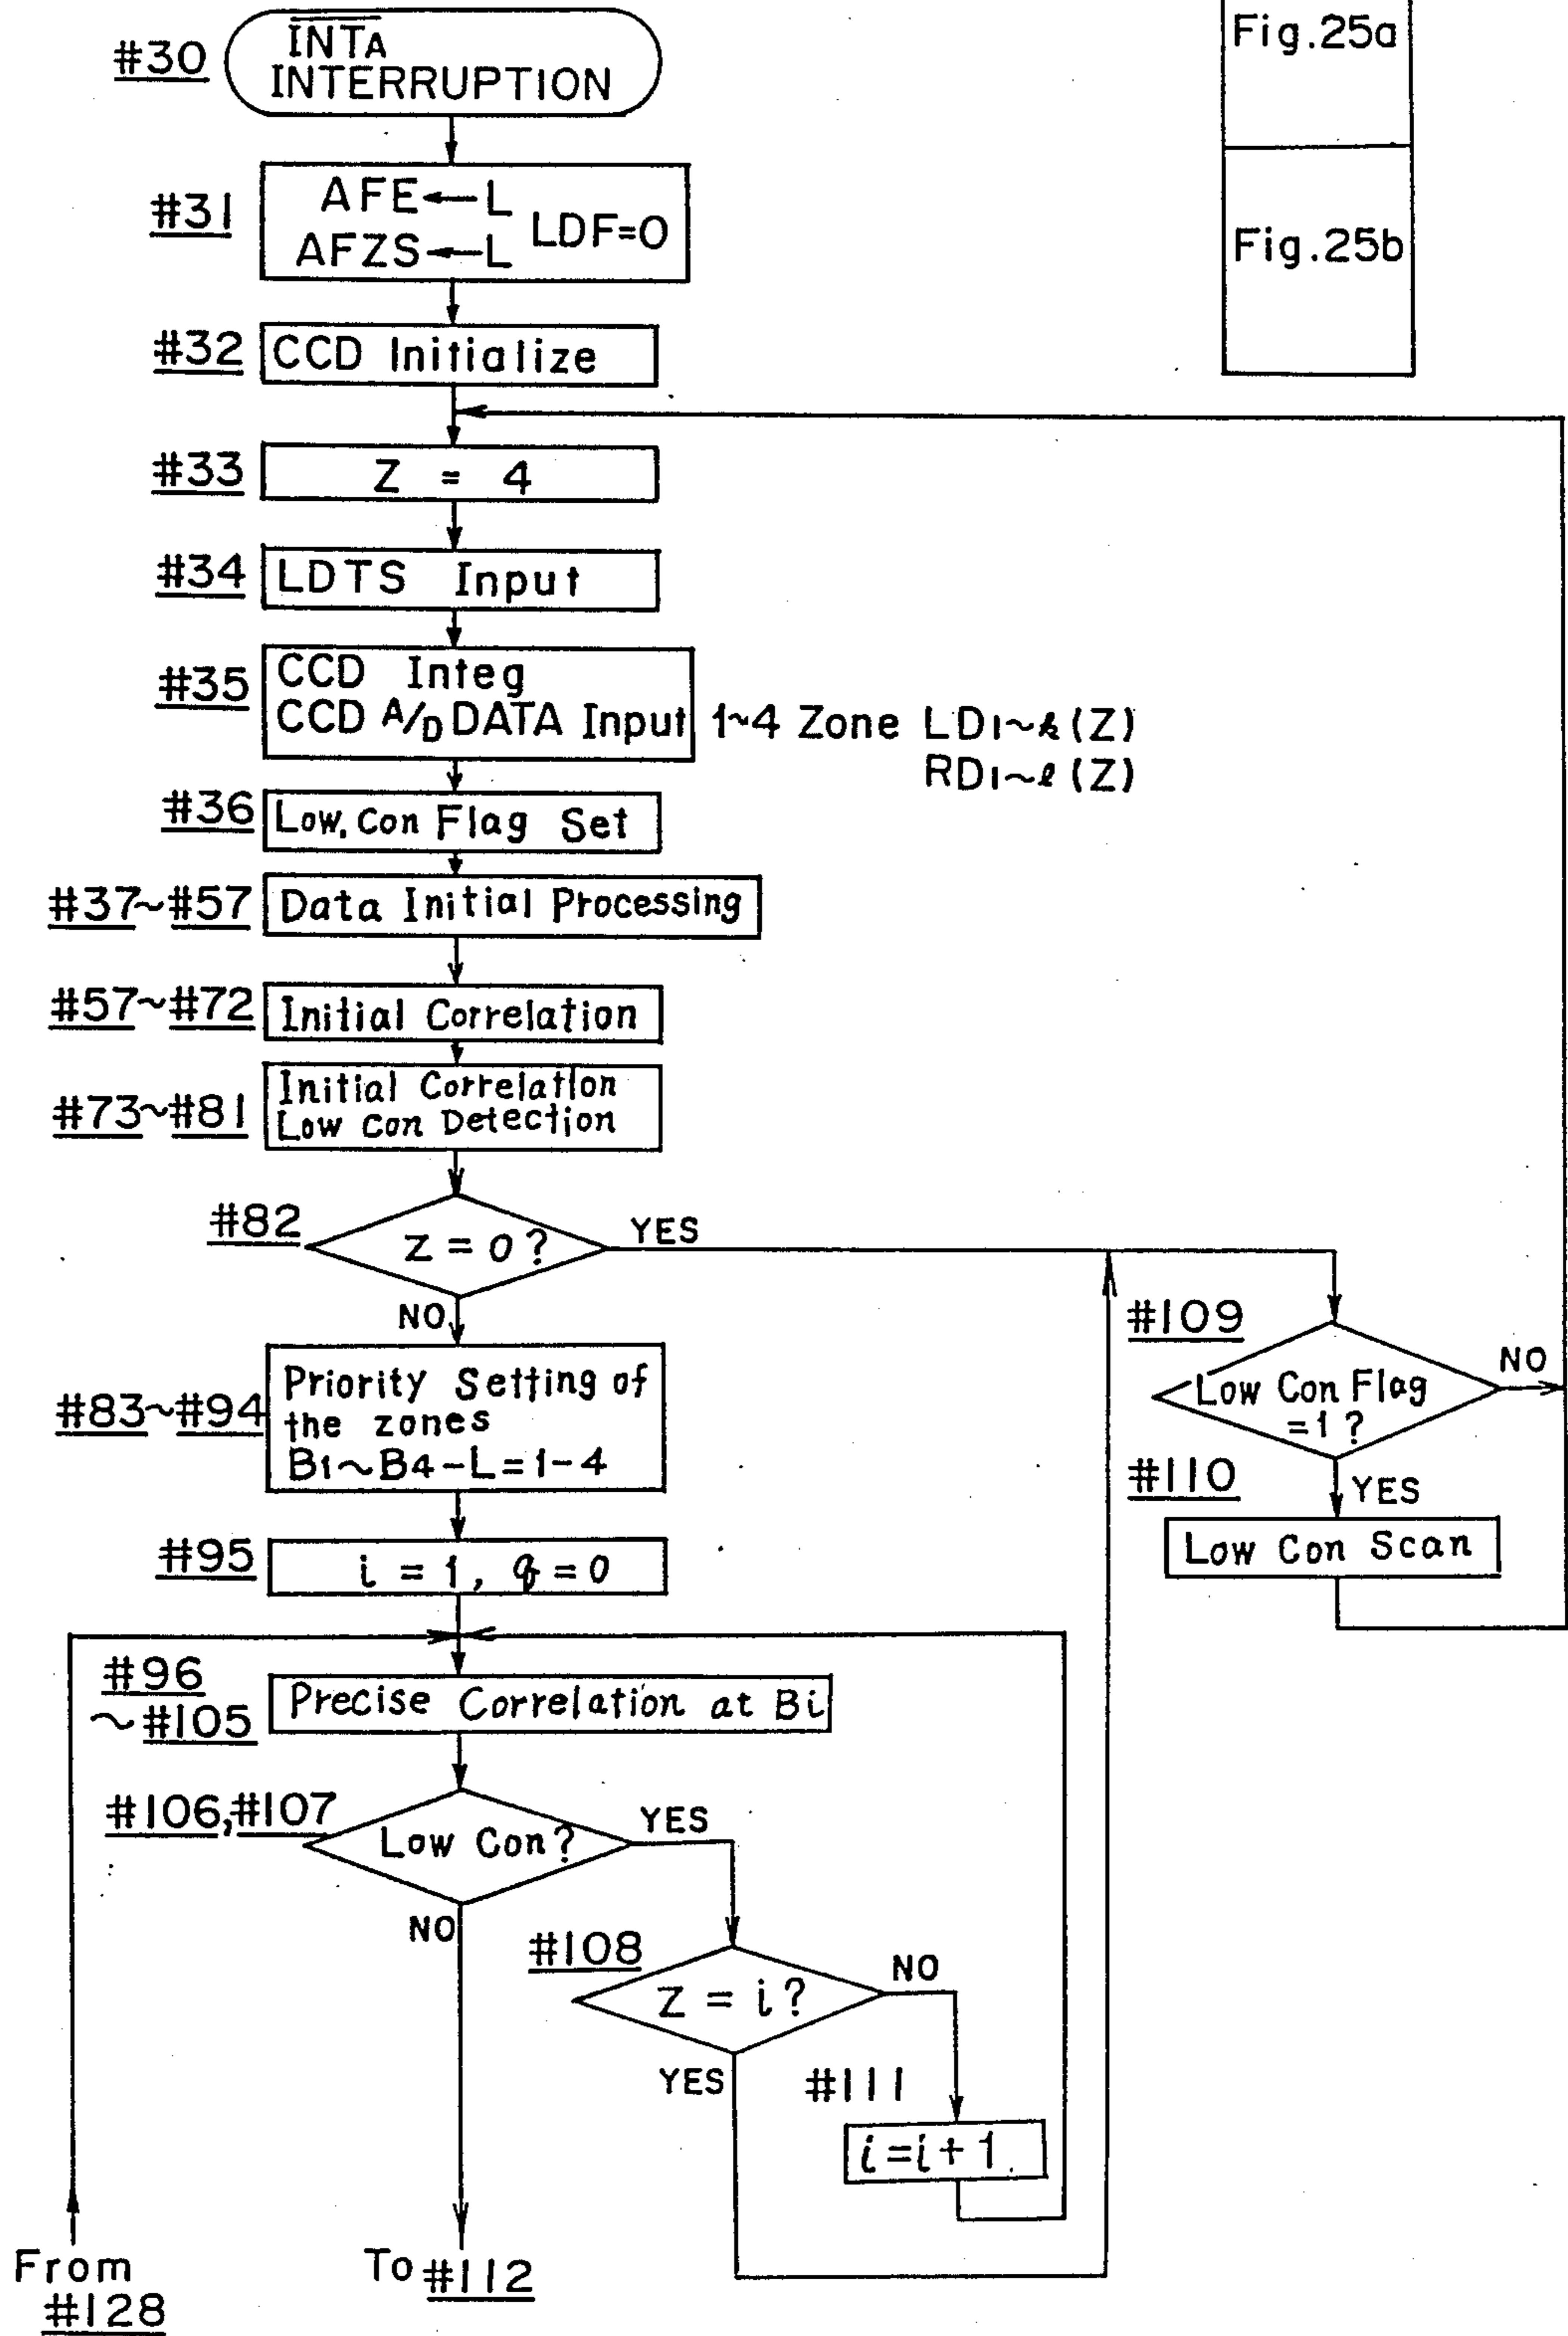 Fig.25a
Fig.25b
#30
INTA
INTERRUPTION
#31
AFE←L
AFZS←L
LDF=0
#32
CCD Initialize
#33
Z = 4
#34
LDTS Input
#35
CCD Integ
CCD A/D DATA Input
1~4 Zone LD1~k (Z)
RD1~l (Z)
#36
Low.Con Flag Set
#37~#57
Data Initial Processing
#57~#72
Initial Correlation
#73~#81
Initial Correlation
Low Con Detection
#82
Z = 0 ?
YES
NO
#83~#94
Priority Setting of
the zones
B1~B4-L=1-4
#109
Low Con Flag
=1 ?
NO
YES
#110
Low Con Scan
#95
i = 1, q = 0
#96
~#105
Precise Correlation at Bi
#106,#107
Low Con?
YES
NO
#108
Z = i ?
NO
YES
#111
i=i+1
From
#128
To #112